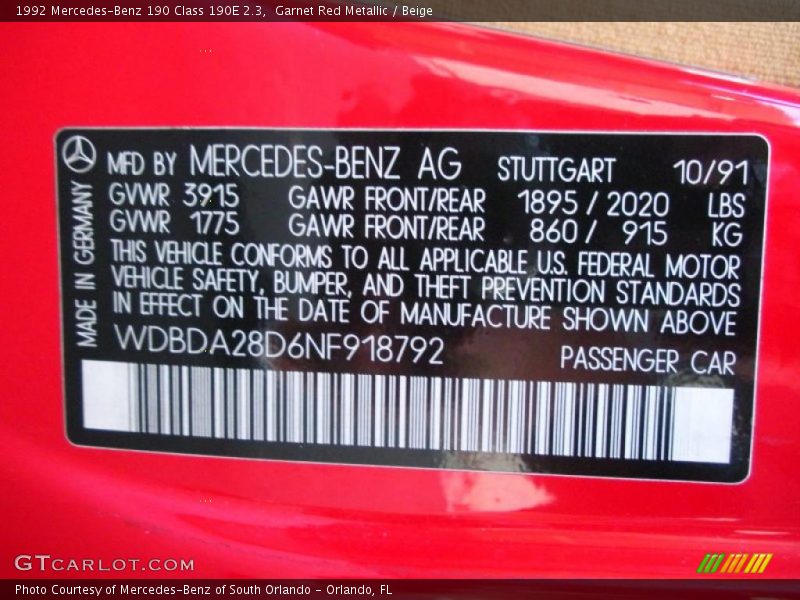 1992 Mercedes-Benz 190 Class 190E 2.3,  Garnet Red Metallic / Beige
MFD BY MERCEDES-BENZ AG STUTTGART 10/91
GVWR 3915 GAWR FRONT/REAR 1895 / 2020 LBS
GVWR 1775 GAWR FRONT/REAR 860 / 915 KG
THIS VEHICLE CONFORMS TO ALL APPLICABLE U.S. FEDERAL MOTOR
VEHICLE SAFETY, BUMPER, AND THEFT PREVENTION STANDARDS
IN EFFECT ON THE DATE OF MANUFACTURE SHOWN ABOVE
WDBDA28D6NF918792 PASSENGER CAR
MADE IN GERMANY
GTCARLOT.COM
Photo Courtesy of Mercedes-Benz of South Orlando - Orlando, FL